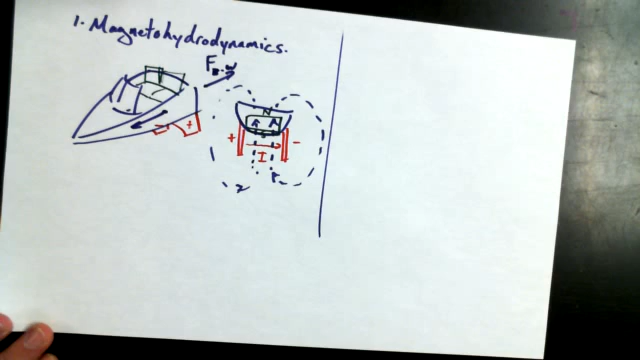 1. Magnetohydrodynamics.
F B-W
+
N
+ -
I